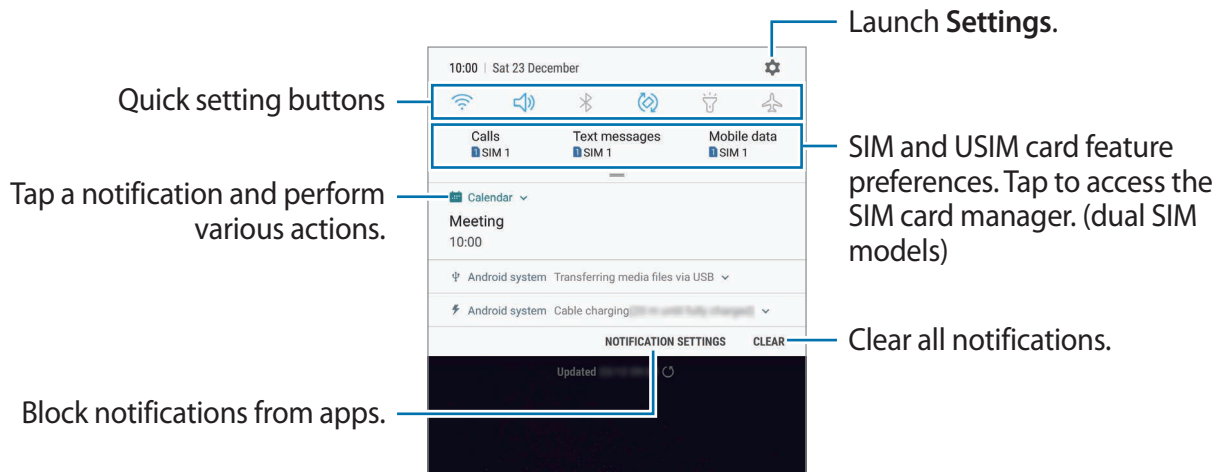 Launch Settings.
10:00 | Sat 23 December
Quick setting buttons
Calls
Text messages
Mobile data
1 SIM 1
1 SIM 1
1 SIM 1
SIM and USIM card feature
preferences. Tap to access the
SIM card manager. (dual SIM
models)
Tap a notification and perform
various actions.
Calendar
Meeting
10:00
Android system Transferring media files via USB
Android system Cable charging
NOTIFICATION SETTINGS
CLEAR
Clear all notifications.
Updated
Block notifications from apps.